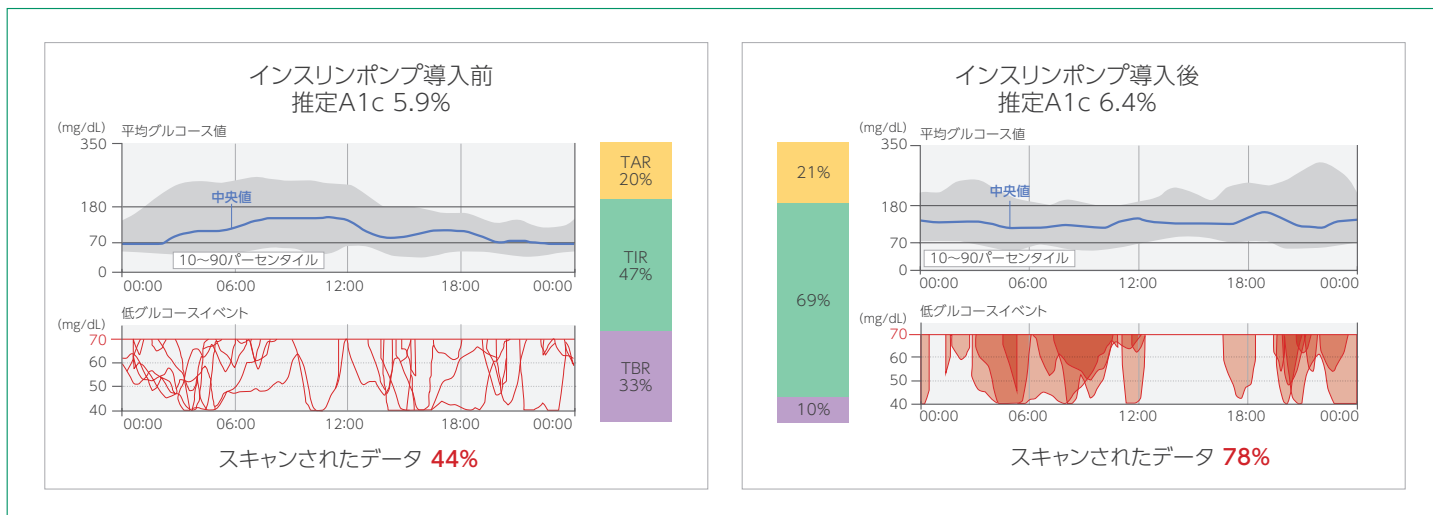 インスリンポンプ導入前
推定A1c 5.9%
(mg/dL)
平均グルコース値
350
180
70
0
中央値
10〜90パーセンタイル
00:00 06:00 12:00 18:00 00:00
(mg/dL)
低グルコースイベント
70
60
50
40
00:00 06:00 12:00 18:00 00:00
TAR
20%
TIR
47%
TBR
33%
スキャンされたデータ 44%
インスリンポンプ導入後
推定A1c 6.4%
21%
69%
10%
(mg/dL)
平均グルコース値
350
180
70
0
中央値
10〜90パーセンタイル
00:00 06:00 12:00 18:00 00:00
(mg/dL)
低グルコースイベント
70
60
50
40
00:00 06:00 12:00 18:00 00:00
スキャンされたデータ 78%